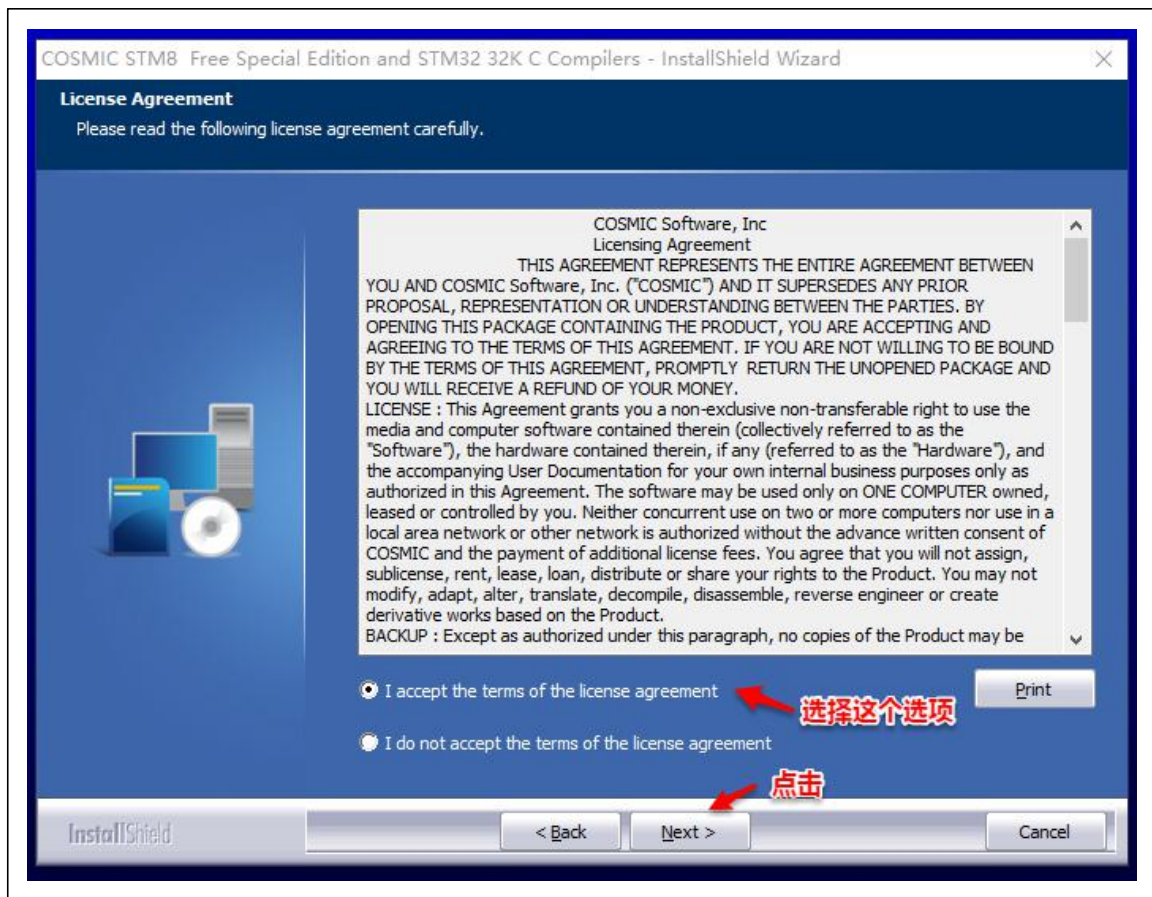 COSMIC STM8 Free Special Edition and STM32 32K C Compilers - InstallShield Wizard
License Agreement
Please read the following license agreement carefully.
COSMIC Software, Inc
Licensing Agreement
THIS AGREEMENT REPRESENTS THE ENTIRE AGREEMENT BETWEEN
YOU AND COSMIC Software, Inc. ("COSMIC") AND IT SUPERSEDES ANY PRIOR
PROPOSAL, REPRESENTATION OR UNDERSTANDING BETWEEN THE PARTIES. BY
OPENING THIS PACKAGE CONTAINING THE PRODUCT, YOU ARE ACCEPTING AND
AGREEING TO THE TERMS OF THIS AGREEMENT. IF YOU ARE NOT WILLING TO BE BOUND
BY THE TERMS OF THIS AGREEMENT, PROMPTLY RETURN THE UNOPENED PACKAGE AND
YOU WILL RECEIVE A REFUND OF YOUR MONEY.
LICENSE : This Agreement grants you a non-exclusive non-transferable right to use the
media and computer software contained therein (collectively referred to as the
"Software"), the hardware contained therein, if any (referred to as the "Hardware"), and
the accompanying User Documentation for your own internal business purposes only as
authorized in this Agreement. The software may be used only on ONE COMPUTER owned,
leased or controlled by you. Neither concurrent use on two or more computers nor use in a
local area network or other network is authorized without the advance written consent of
COSMIC and the payment of additional license fees. You agree that you will not assign,
sublicense, rent, lease, loan, distribute or share your rights to the Product. You may not
modify, adapt, alter, translate, decompile, disassemble, reverse engineer or create
derivative works based on the Product.
BACKUP : Except as authorized under this paragraph, no copies of the Product may be
I accept the terms of the license agreement
选择这个选项
Print
I do not accept the terms of the license agreement
点击
InstallShield
< Back
Next >
Cancel